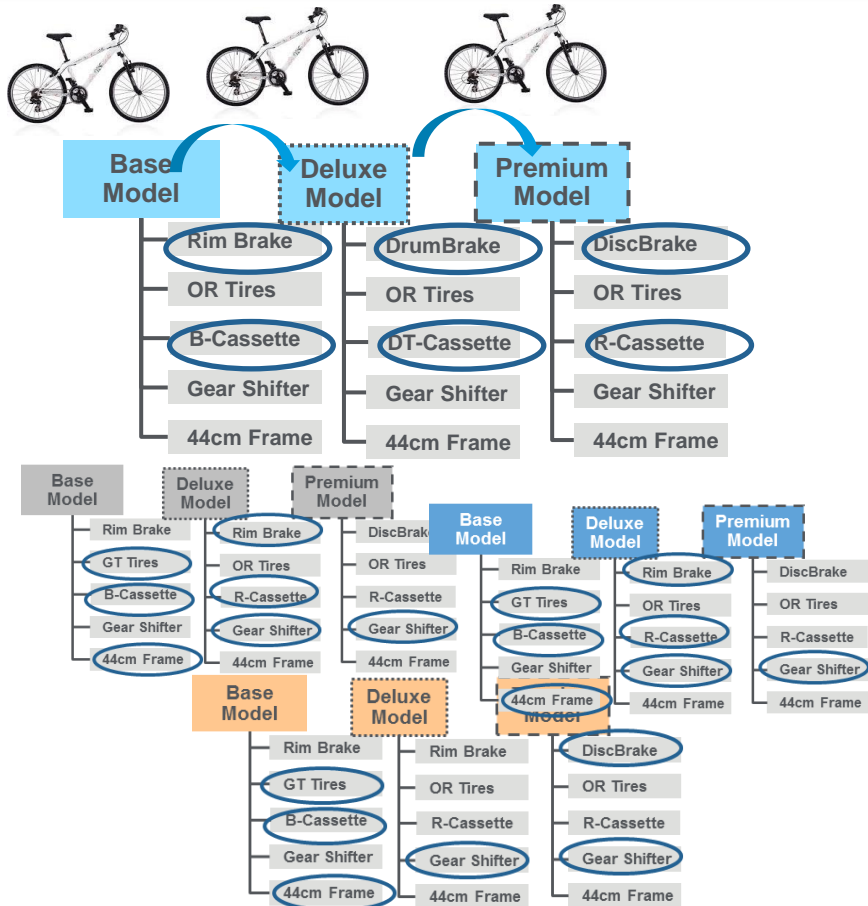 Base
Model
Rim Brake
OR Tires
B-Cassette
Gear Shifter
44cm Frame
Deluxe
Model
DrumBrake
OR Tires
DT-Cassette
Gear Shifter
44cm Frame
Premium
Model
DiscBrake
OR Tires
R-Cassette
Gear Shifter
44cm Frame
Base
Model
Rim Brake
GT Tires
B-Cassette
Gear Shifter
44cm Frame
Deluxe
Model
Rim Brake
OR Tires
R-Cassette
Gear Shifter
44cm Frame
Premium
Model
DiscBrake
OR Tires
R-Cassette
Gear Shifter
44cm Frame
Base
Model
Rim Brake
GT Tires
B-Cassette
Gear Shifter
44cm Frame
Deluxe
Model
Rim Brake
OR Tires
R-Cassette
Gear Shifter
44cm Frame
Premium
Model
DiscBrake
OR Tires
R-Cassette
Gear Shifter
44cm Frame
Base
Model
Rim Brake
GT Tires
B-Cassette
Gear Shifter
44cm Frame
Deluxe
Model
Rim Brake
OR Tires
R-Cassette
Gear Shifter
44cm Frame
Model
DiscBrake
OR Tires
R-Cassette
Gear Shifter
44cm Frame